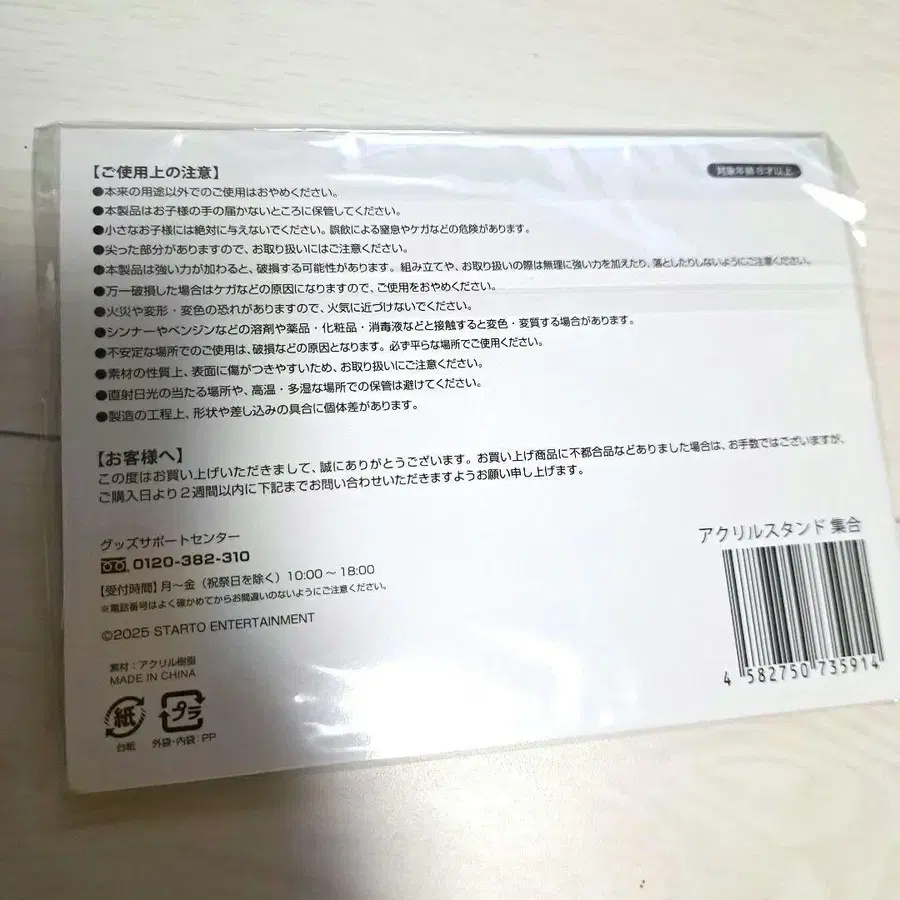 【ご使用上の注意】
対象年齢 8才以上
●本来の用途以外でのご使用はおやめください。
●本製品はお子様の手の届かないところに保管してください。
●小さなお子様には絶対に与えないでください。誤飲による窒息やケガなどの危険があります。
●尖った部分がありますので、お取り扱いにはご注意ください。
●本製品は強い力が加わると、破損する可能性があります。組み立てや、お取り扱いの際は無理に強い力を加えたり、落としたりしないようにご注意ください。
●万一破損した場合はケガなどの原因になりますので、ご使用をおやめください。
●火災や変形・変色の恐れがありますので、火気に近づけないでください。
●シンナーやベンジンなどの溶剤や薬品・化粧品・消毒液などと接触すると変色・変質する場合があります。
●不安定な場所でのご使用は、破損などの原因となります。必ず平らな場所でご使用ください。
●素材の性質上、表面に傷がつきやすいため、お取り扱いにご注意ください。
●直射日光の当たる場所や、高温・多湿な場所での保管は避けてください。
●製造の工程上、形状や差し込みの具合に個体差があります。
【お客様へ】
この度はお買い上げいただきまして、誠にありがとうございます。お買い上げ商品に不都合品などありました場合は、お手数ではございますが、
ご購入日より2週間以内に下記までお問い合わせいただきますようお願い申し上げます。
グッズサポートセンター
0120-382-310
【受付時間】月～金（祝祭日を除く）10:00～18:00
※電話番号はよく確かめてからお間違いのないようにご注意ください。
©2025 STARTO ENTERTAINMENT
素材：アクリル樹脂
MADE IN CHINA
紙
台紙
プラ
外袋・内袋：PP
アクリルスタンド 集合
4 582750 735914